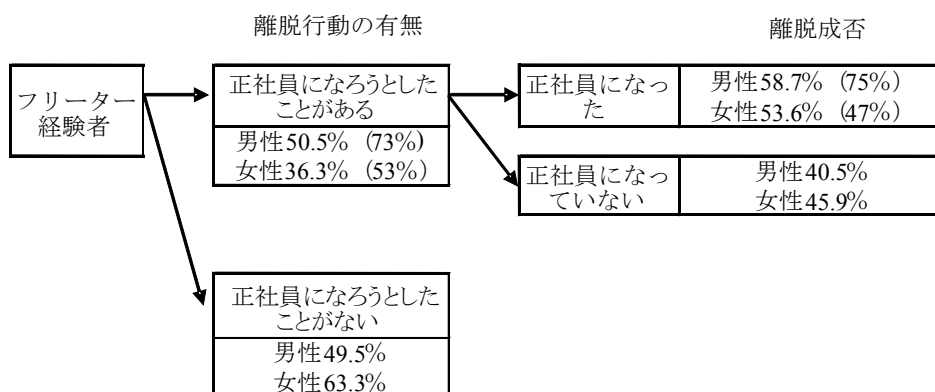 離脱行動の有無
離脱成否
フリーター
経験者
正社員になろうとした
ことがある
男性50.5% (73%)
女性36.3% (53%)
正社員になっ
た
男性58.7% (75%)
女性53.6% (47%)
正社員になっ
ていない
男性40.5%
女性45.9%
正社員になろうとした
ことがない
男性49.5%
女性63.3%